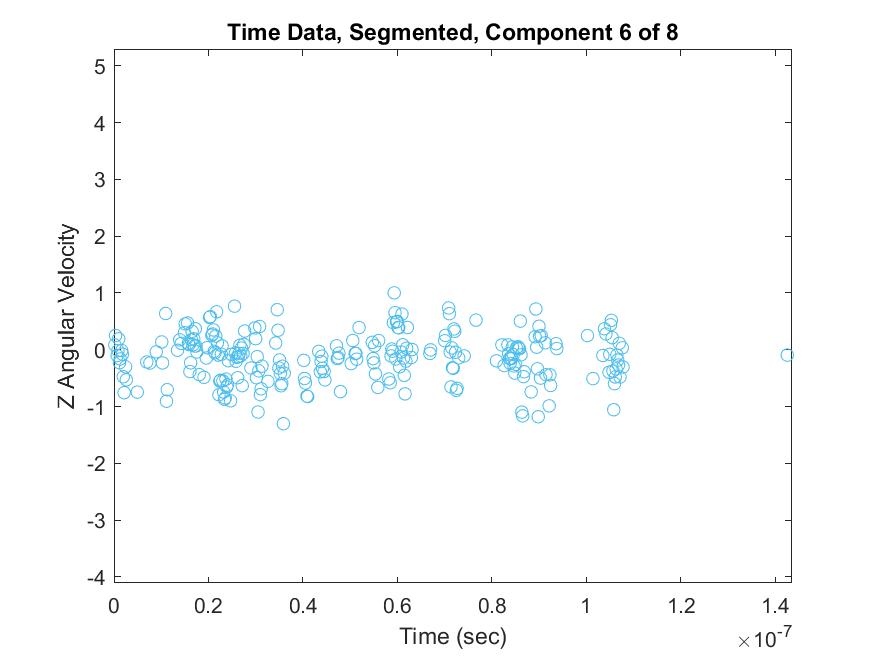 Time Data, Segmented, Component 6 of 8
5
4
3
2
1
0
-1
-2
-3
-4
Z Angular Velocity
0 0.2 0.4 0.6 0.8 1 1.2 1.4
Time (sec)
×10-7